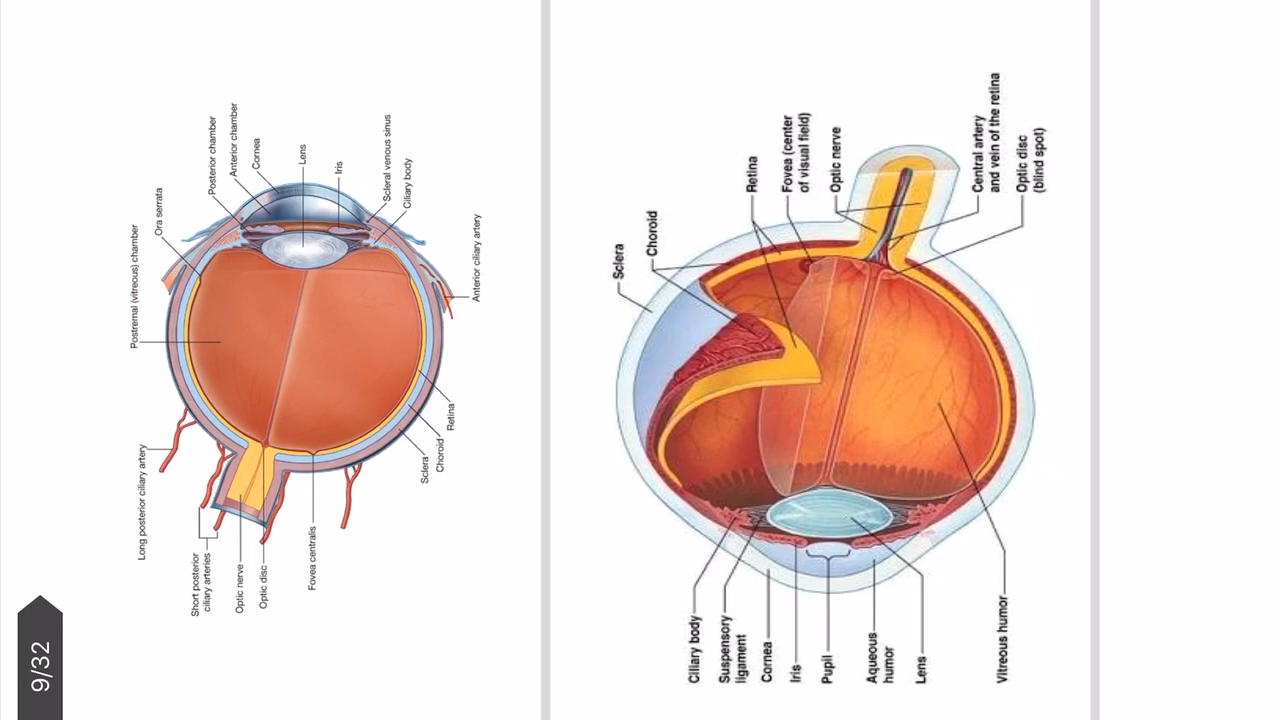 Postremal (vitreous) chamber
Ora serrata
Posterior chamber
Anterior chamber
Cornea
Lens
Iris
Scleral venous sinus
Ciliary body
Anterior ciliary artery
Long posterior ciliary artery
Short posterior
ciliary arteries
Optic nerve
Optic disc
Fovea centralis
Sclera
Choroid
Retina
9/32
Sclera
Choroid
Retina
Fovea (center
of visual field)
Optic nerve
Central artery
and vein of the retina
Optic disc
(blind spot)
Ciliary body
Suspensory
ligament
Cornea
Iris
Pupil
Aqueous
humor
Lens
Vitreous humor